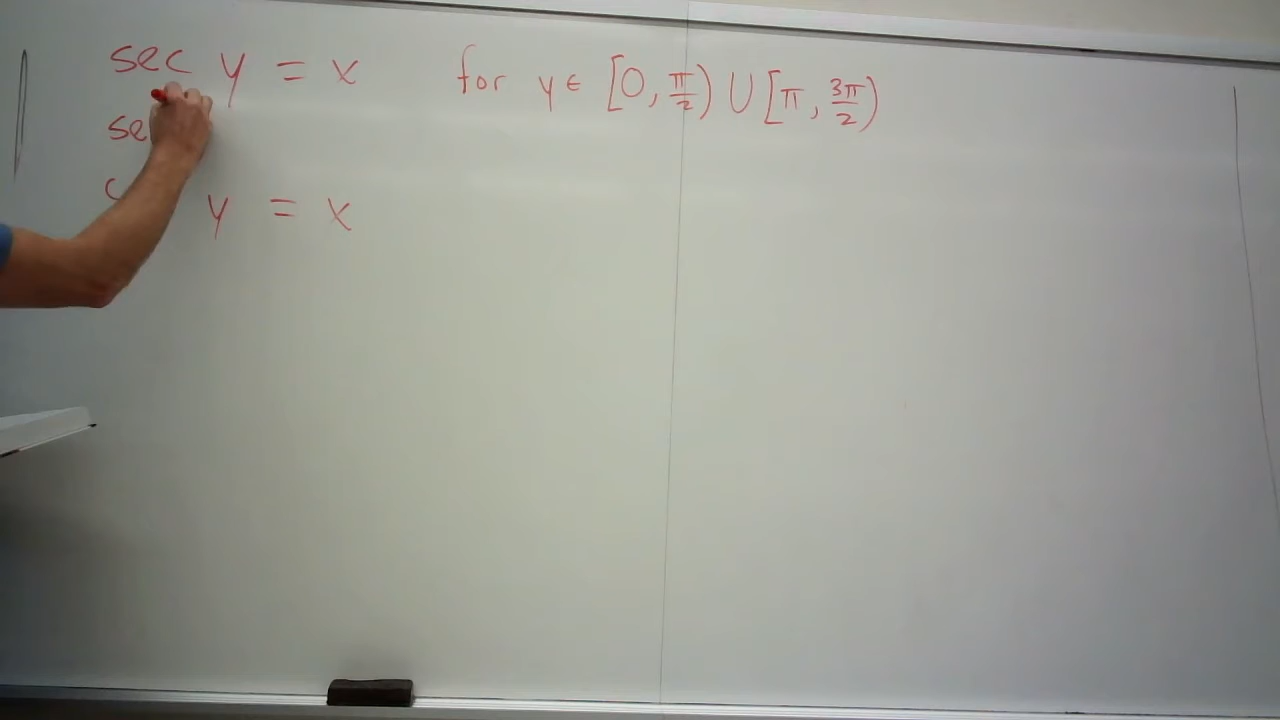 sec y = x for y ∈ [0, π/2) ∪ [π, 3π/2)
y = x